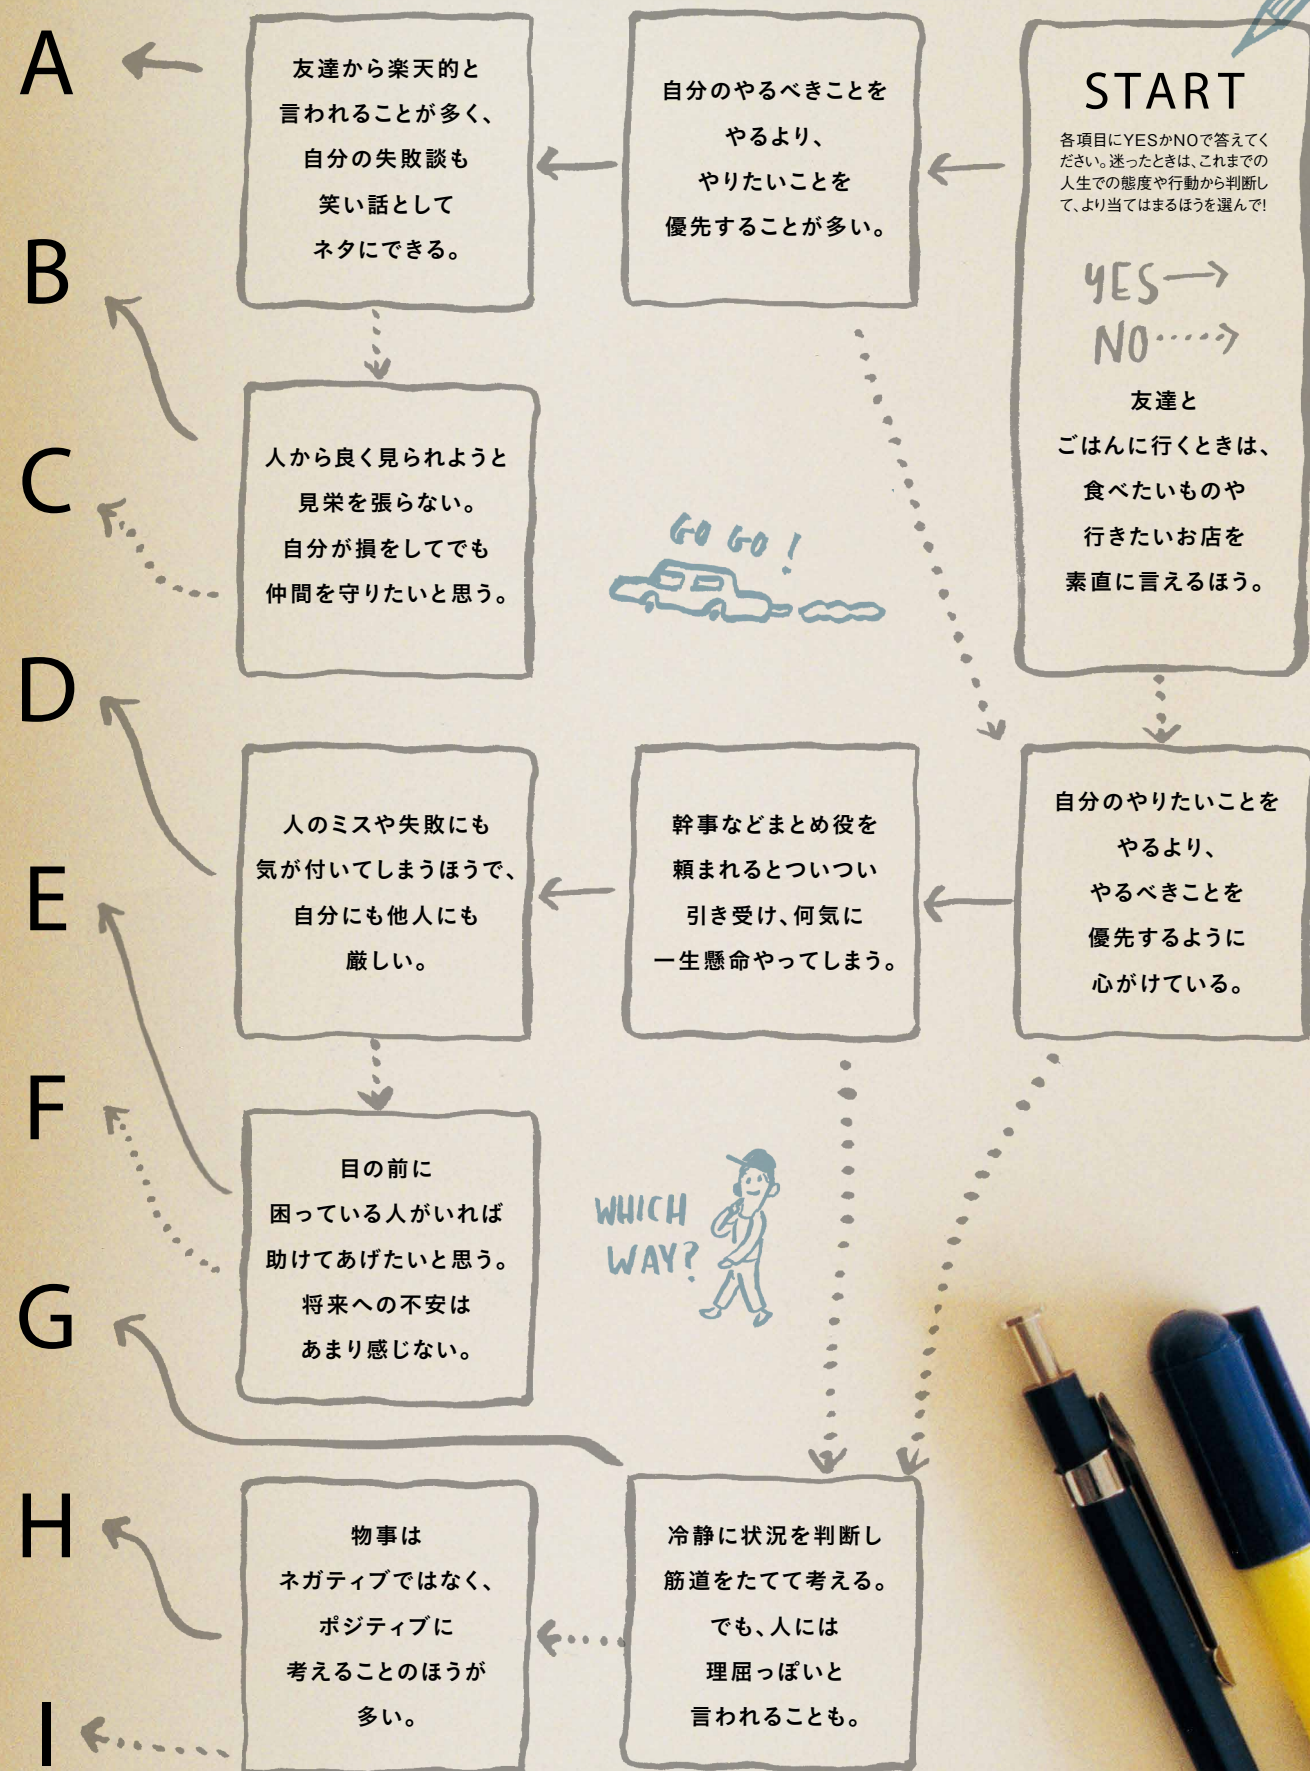 START
各項目にYESかNOで答えてく
ださい。迷ったときは、これまでの
人生での態度や行動から判断し
て、より当てはまるほうを選んで!
YES
NO
友達と
ごはんに行くときは、
食べたいものや
行きたいお店を
素直に言えるほう。
自分のやるべきことを
やるより、
やりたいことを
優先することが多い。
友達から楽天的と
言われることが多く、
自分の失敗談も
笑い話として
ネタにできる。
人から良く見られようと
見栄を張らない。
自分が損をしてでも
仲間を守りたいと思う。
GO GO!
自分のやりたいことを
やるより、
やるべきことを
優先するように
心がけている。
幹事などまとめ役を
頼まれるとついつい
引き受け、何気に
一生懸命やってしまう。
人のミスや失敗にも
気が付いてしまうほうで、
自分にも他人にも
厳しい。
目の前に
困っている人がいれば
助けてあげたいと思う。
将来への不安は
あまり感じない。
WHICH
WAY?
冷静に状況を判断し
筋道をたてて考える。
でも、人には
理屈っぽいと
言われることも。
物事は
ネガティブではなく、
ポジティブに
考えることのほうが
多い。
A
B
C
D
E
F
G
H
I